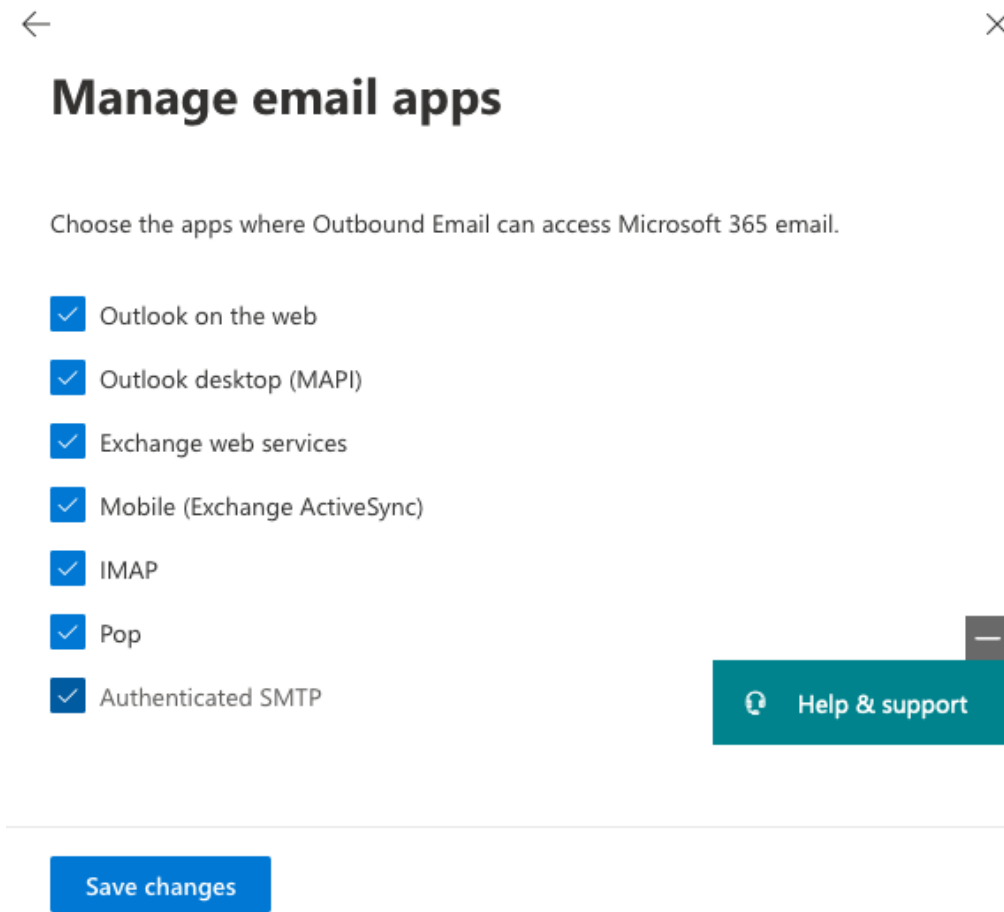 Manage email apps
Choose the apps where Outbound Email can access Microsoft 365 email.
Outlook on the web
Outlook desktop (MAPI)
Exchange web services
Mobile (Exchange ActiveSync)
IMAP
Pop
Authenticated SMTP
Help & support
Save changes